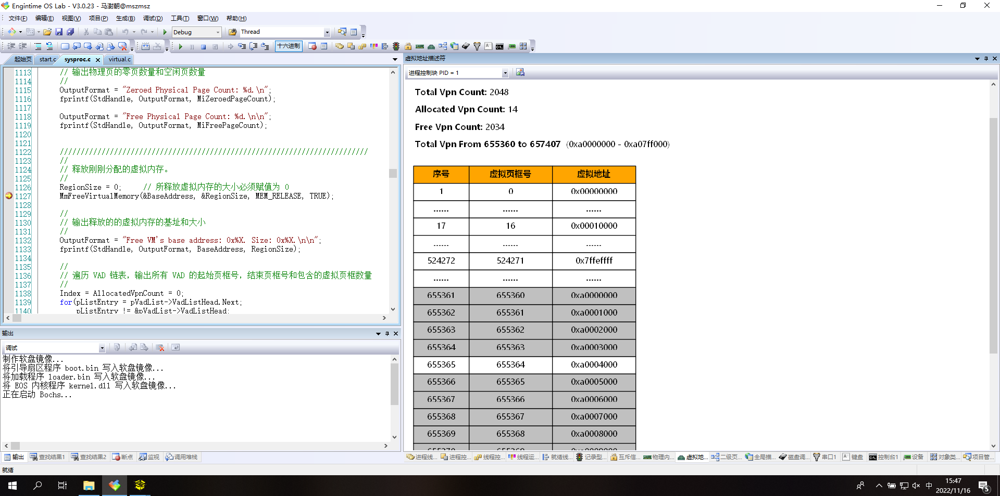 Engintime OS Lab - V3.0.23 - 马澍朝@mszmsz
文件(F) 编辑(E) 视图(V) 项目(P) 生成(B) 调试(D) 工具(T) 窗口(W) 帮助(H)
Debug Thread
十六进制
起始页 start.c sysproc.c virtual.c
1113 // 输出物理页的零页数量和空闲页数量
1114 //
1115 OutputFormat = "Zeroed Physical Page Count: %d.\n";
1116 fprintf(StdHandle, OutputFormat, MiZeroedPageCount);
1117
1118 OutputFormat = "Free Physical Page Count: %d.\n\n";
1119 fprintf(StdHandle, OutputFormat, MiFreePageCount);
1120
1121
1122 //////////////////////////////////////////////////////////////////////////
1123 //
1124 // 释放刚刚分配的虚拟内存。
1125 //
1126 RegionSize = 0; // 所释放虚拟内存的大小必须赋值为 0
1127 MmFreeVirtualMemory(&BaseAddress, &RegionSize, MEM_RELEASE, TRUE);
1128
1129 //
1130 // 输出释放的的虚拟内存的基址和大小
1131 //
1132 OutputFormat = "Free VM's base address: 0x%X. Size: 0x%X.\n\n";
1133 fprintf(StdHandle, OutputFormat, BaseAddress, RegionSize);
1134
1135 //
1136 // 遍历 VAD 链表，输出所有 VAD 的起始页框号，结束页框号和包含的虚拟页框数量
1137 //
1138 Index = AllocatedVpnCount = 0;
1139 for(pListEntry = pVadList->VadListHead.Next;
1140 pListEntry != &pVadList->VadListHead;
输出
调试
制作软盘镜像...
将引导扇区程序 boot.bin 写入软盘镜像...
将加载程序 loader.bin 写入软盘镜像...
将 EOS 内核程序 kernel.dll 写入软盘镜像...
正在启动 Bochs...
输出 查找结果1 查找结果2 断点 监视 调用堆栈
就绪
虚拟地址描述符
进程控制块 PID = 1
Total Vpn Count: 2048
Allocated Vpn Count: 14
Free Vpn Count: 2034
Total Vpn From 655360 to 657407 (0xa0000000 - 0xa07ff000)
序号 虚拟页框号 虚拟地址
1 0 0x00000000
...... ...... ......
17 16 0x00010000
...... ...... ......
524272 524271 0x7ffeffff
...... ...... ......
655361 655360 0xa0000000
655362 655361 0xa0001000
655363 655362 0xa0002000
655364 655363 0xa0003000
655365 655364 0xa0004000
655366 655365 0xa0005000
655367 655366 0xa0006000
655368 655367 0xa0007000
655369 655368 0xa0008000
655370 655369 0xa0009000
进程线... 进程控... 线程控... 线程运... 就绪线... 记录型... 互斥信... 物理内... 虚拟地... 二级页... 全局描... 磁盘调... 串口1 键盘 控制台1 设备 对象类... 项目管...
中
15:47
2022/11/16
5